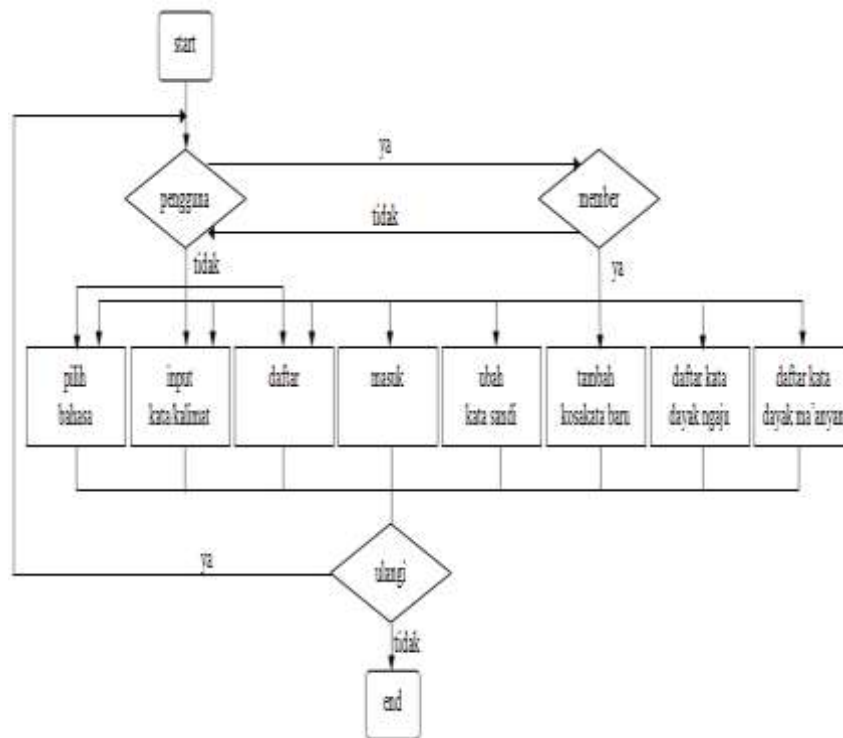 start
ya
pengguna
member
tidak
tidak
ya
pilih
bahasa
input
kata/kalimat
daftar
masuk
ubah
kata sandi
tambah
kosakata baru
daftar kata
dayak ngaju
daftar kata
dayak ma'anyan
ya
ulangi
tidak
end